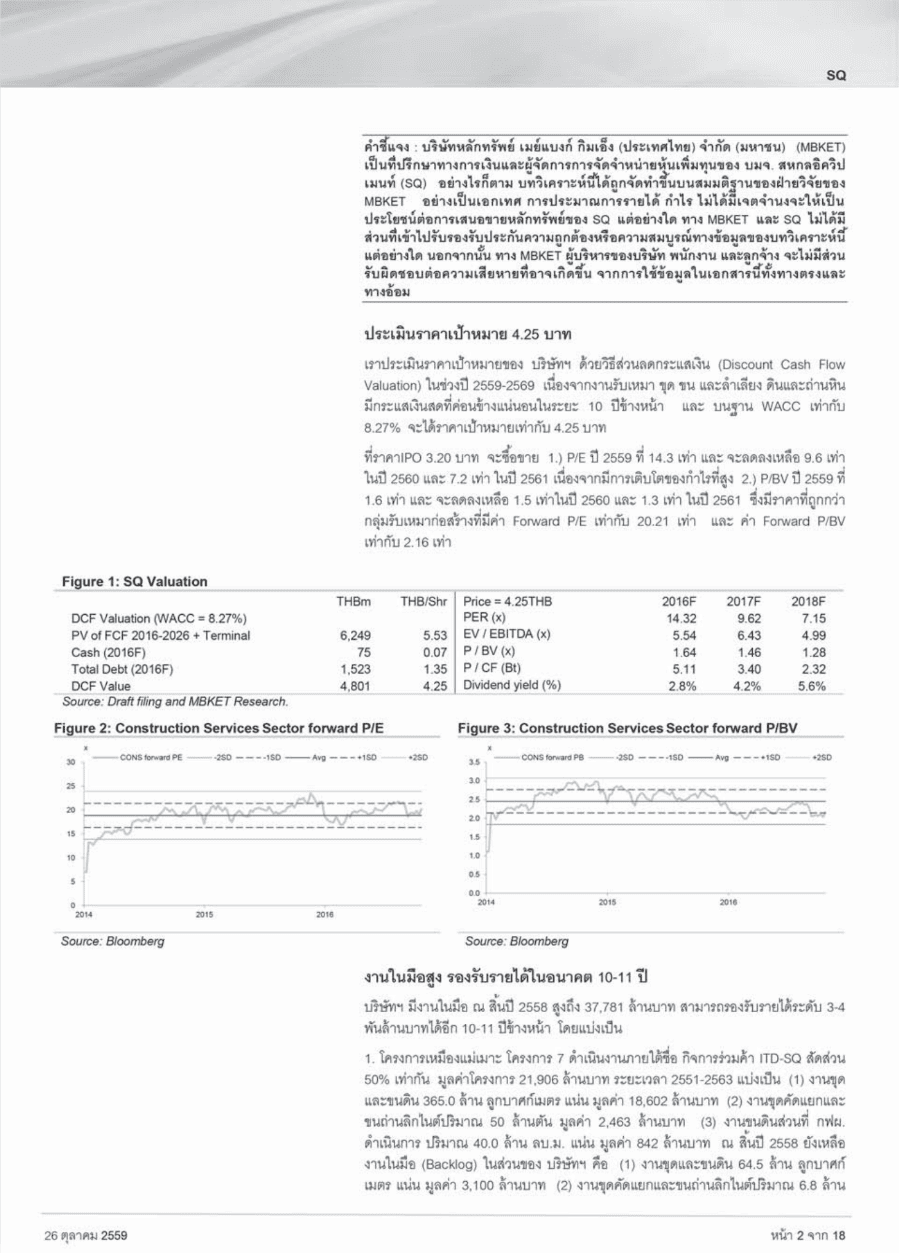 SQ
คำชี้แจง : บริษัทหลักทรัพย์ เมย์แบงก์ กิมเอ็ง (ประเทศไทย) จำกัด (มหาชน) (MBKET)
เป็นที่ปรึกษาทางการเงินและผู้จัดการการจัดจำหน่ายหุ้นเพิ่มทุนของ บมจ. สหกลอิควิป
เมนท์ (SQ) อย่างไรก็ตาม บทวิเคราะห์นี้ได้ถูกจัดทำขึ้นบนสมมติฐานของฝ่ายวิจัยของ
MBKET อย่างเป็นเอกเทศ การประมาณการรายได้ กำไร ไม่ได้มีเจตจำนงจะให้เป็น
ประโยชน์ต่อการเสนอขายหลักทรัพย์ของ SQ แต่อย่างใด ทาง MBKET และ SQ ไม่ได้มี
ส่วนที่เข้าไปรับรองรับประกันความถูกต้องหรือความสมบูรณ์ทางข้อมูลของบทวิเคราะห์นี้
แต่อย่างใด นอกจากนั้น ทาง MBKET ผู้บริหารของบริษัท พนักงาน และลูกจ้าง จะไม่มีส่วน
รับผิดชอบต่อความเสียหายที่อาจเกิดขึ้น จากการใช้ข้อมูลในเอกสารนี้ทั้งทางตรงและ
ทางอ้อม
ประเมินราคาเป้าหมาย 4.25 บาท
เราประเมินราคาเป้าหมายของ บริษัทฯ ด้วยวิธีส่วนลดกระแสเงิน (Discount Cash Flow
Valuation) ในช่วงปี 2559-2569 เนื่องจากงานรับเหมา ขุด ขน และลำเลียง ดินและถ่านหิน
มีกระแสเงินสดที่ค่อนข้างแน่นอนในระยะ 10 ปีข้างหน้า และ บนฐาน WACC เท่ากับ
8.27% จะได้ราคาเป้าหมายเท่ากับ 4.25 บาท
ที่ราคาIPO 3.20 บาท จะซื้อขาย 1.) P/E ปี 2559 ที่ 14.3 เท่า และ จะลดลงเหลือ 9.6 เท่า
ในปี 2560 และ 7.2 เท่า ในปี 2561 เนื่องจากมีการเติบโตของกำไรที่สูง 2.) P/BV ปี 2559 ที่
1.6 เท่า และ จะลดลงเหลือ 1.5 เท่าในปี 2560 และ 1.3 เท่า ในปี 2561 ซึ่งมีราคาที่ถูกกว่า
กลุ่มรับเหมาก่อสร้างที่มีค่า Forward P/E เท่ากับ 20.21 เท่า และ ค่า Forward P/BV
เท่ากับ 2.16 เท่า
Figure 1: SQ Valuation
THBm THB/Shr Price = 4.25THB 2016F 2017F 2018F
DCF Valuation (WACC = 8.27%) PER (x) 14.32 9.62 7.15
PV of FCF 2016-2026 + Terminal 6,249 5.53 EV / EBITDA (x) 5.54 6.43 4.99
Cash (2016F) 75 0.07 P / BV (x) 1.64 1.46 1.28
Total Debt (2016F) 1,523 1.35 P / CF (Bt) 5.11 3.40 2.32
DCF Value 4,801 4.25 Dividend yield (%) 2.8% 4.2% 5.6%
Source: Draft filing and MBKET Research.
Figure 2: Construction Services Sector forward P/E
x
CONS forward PE -2SD -1SD Avg +1SD +2SD
30
25
20
15
10
5
0
2014 2015 2016
Source: Bloomberg
Figure 3: Construction Services Sector forward P/BV
x
CONS forward PB -2SD -1SD Avg +1SD +2SD
3.5
3.0
2.5
2.0
1.5
1.0
0.5
0.0
2014 2015 2016
Source: Bloomberg
งานในมือสูง รองรับรายได้ในอนาคต 10-11 ปี
บริษัทฯ มีงานในมือ ณ สิ้นปี 2558 สูงถึง 37,781 ล้านบาท สามารถรองรับรายได้ระดับ 3-4
พันล้านบาทได้อีก 10-11 ปีข้างหน้า โดยแบ่งเป็น
1. โครงการเหมืองแม่เมาะ โครงการ 7 ดำเนินงานภายใต้ชื่อ กิจการร่วมค้า ITD-SQ สัดส่วน
50% เท่ากัน มูลค่าโครงการ 21,906 ล้านบาท ระยะเวลา 2551-2563 แบ่งเป็น (1) งานขุด
และขนดิน 365.0 ล้าน ลูกบาศก์เมตร แน่น มูลค่า 18,602 ล้านบาท (2) งานขุดคัดแยกและ
ขนถ่านลิกไนต์ปริมาณ 50 ล้านตัน มูลค่า 2,463 ล้านบาท (3) งานขนดินส่วนที่ กฟผ.
ดำเนินการ ปริมาณ 40.0 ล้าน ลบ.ม. แน่น มูลค่า 842 ล้านบาท ณ สิ้นปี 2558 ยังเหลือ
งานในมือ (Backlog) ในส่วนของ บริษัทฯ คือ (1) งานขุดและขนดิน 64.5 ล้าน ลูกบาศก์
เมตร แน่น มูลค่า 3,100 ล้านบาท (2) งานขุดคัดแยกและขนถ่านลิกไนต์ปริมาณ 6.8 ล้าน
26 ตุลาคม 2559 หน้า 2 จาก 18